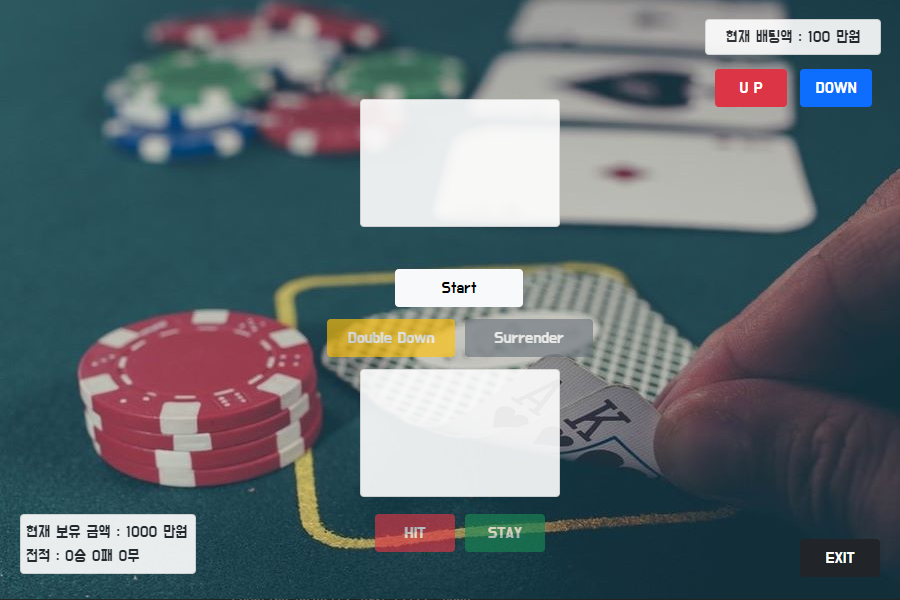 현재 배팅액 : 100 만원
U P
DOWN
Start
Double Down
Surrender
A
K
HIT
STAY
현재 보유 금액 : 1000 만원
전적 : 0승 0패 0무
EXIT